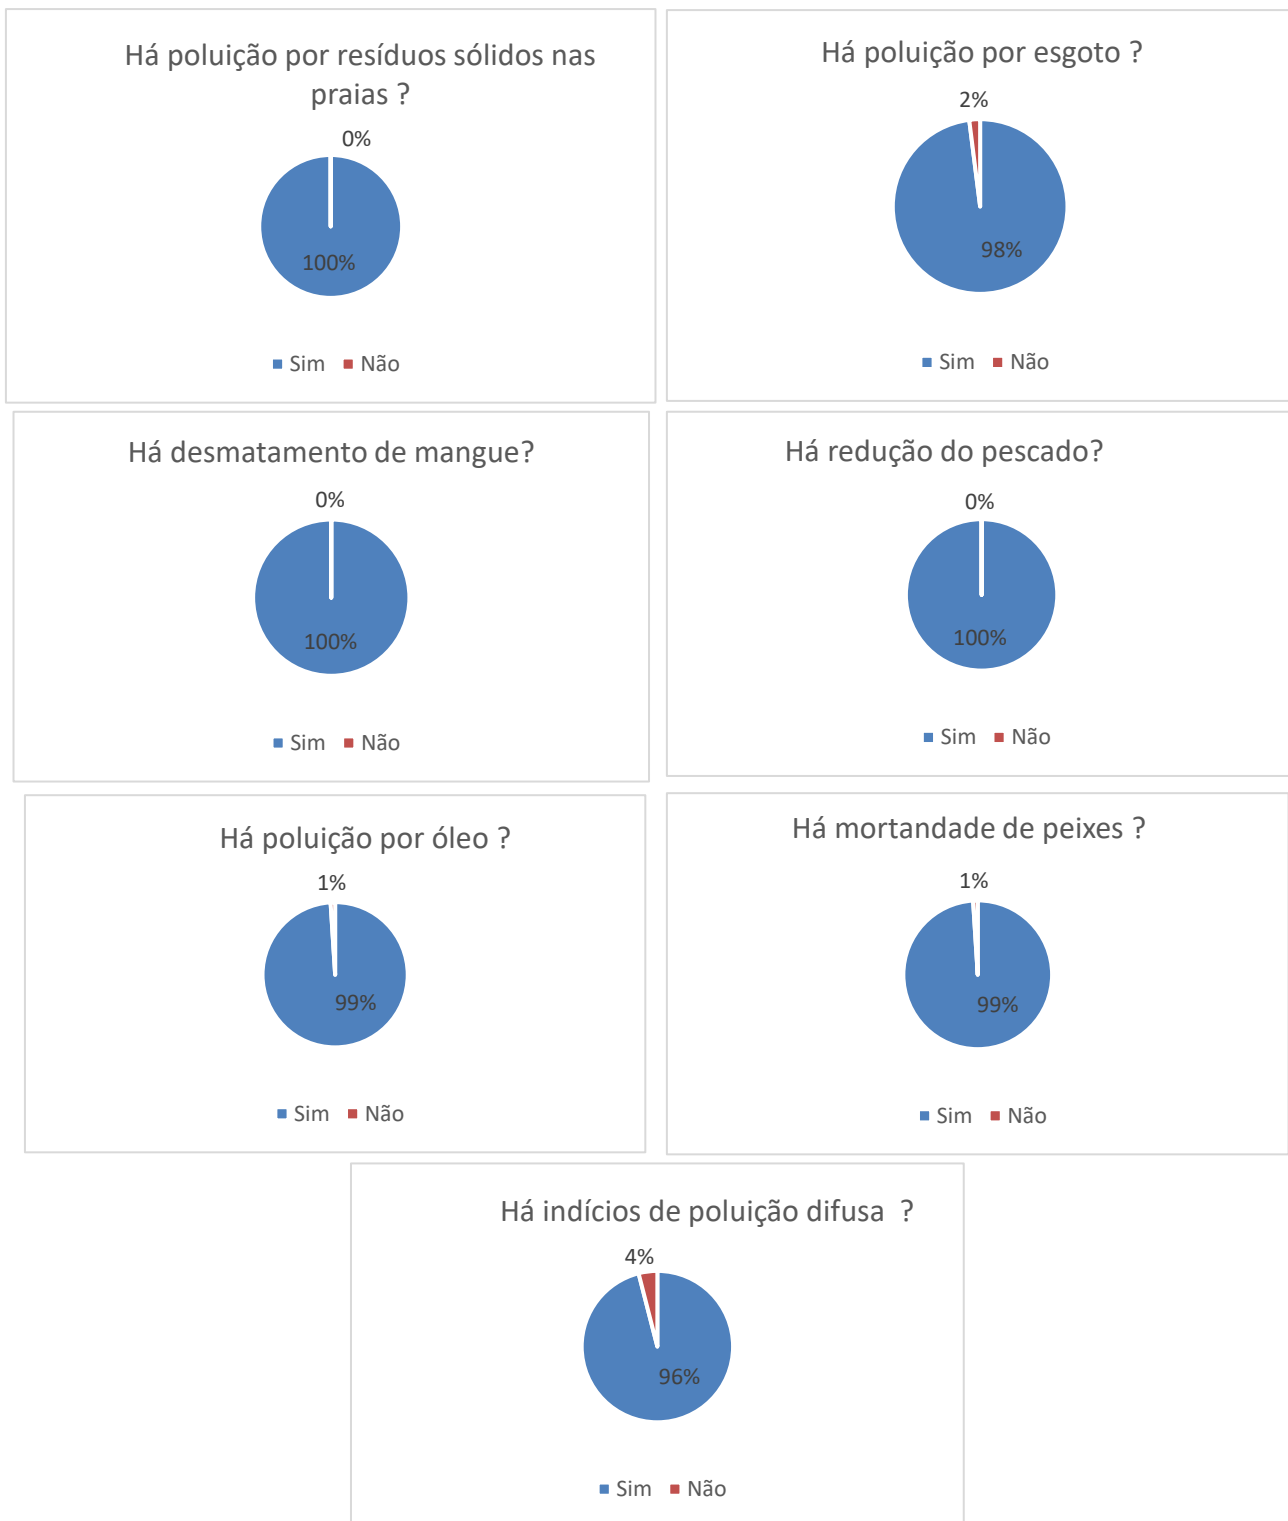 Há poluição por resíduos sólidos nas
praias ?
0%
100%
Sim Não
Há poluição por esgoto ?
2%
98%
Sim Não
Há desmatamento de mangue?
0%
100%
Sim Não
Há redução do pescado?
0%
100%
Sim Não
Há poluição por óleo ?
1%
99%
Sim Não
Há mortandade de peixes ?
1%
99%
Sim Não
Há indícios de poluição difusa ?
4%
96%
Sim Não